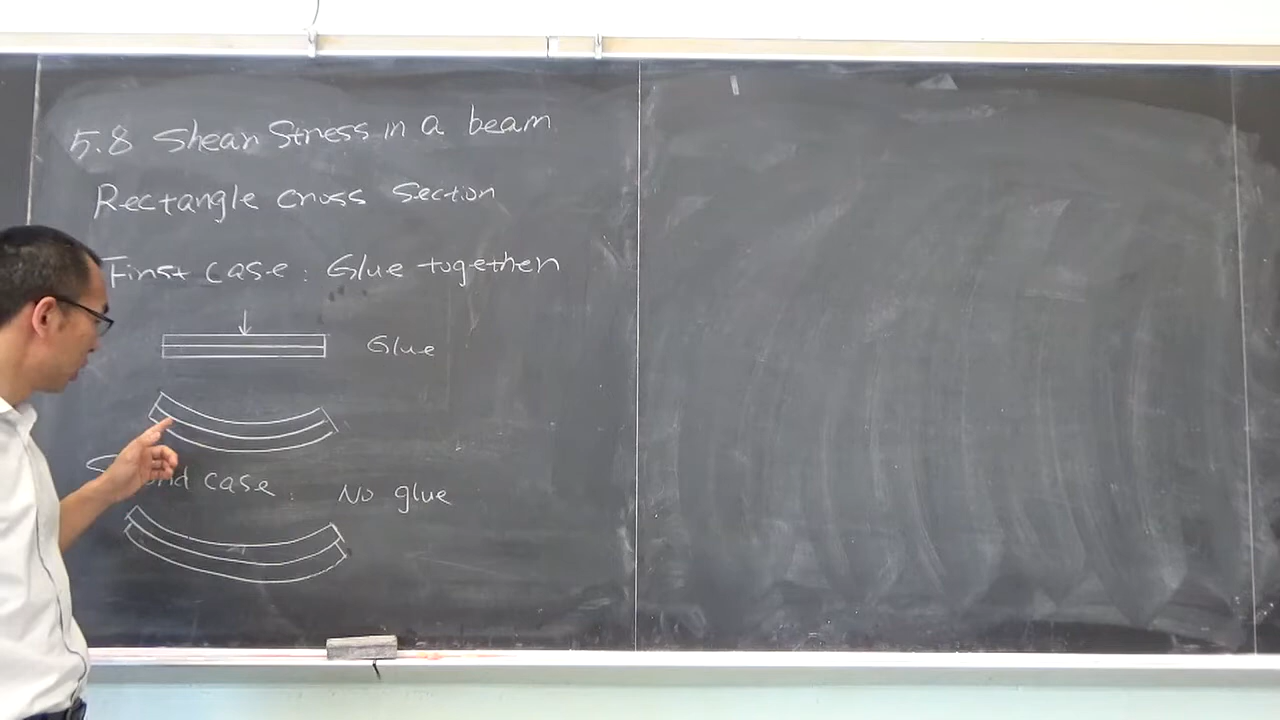 5.8 Shear Stress in a beam
Rectangle cross Section
First case: Glue together
Glue
case: No glue